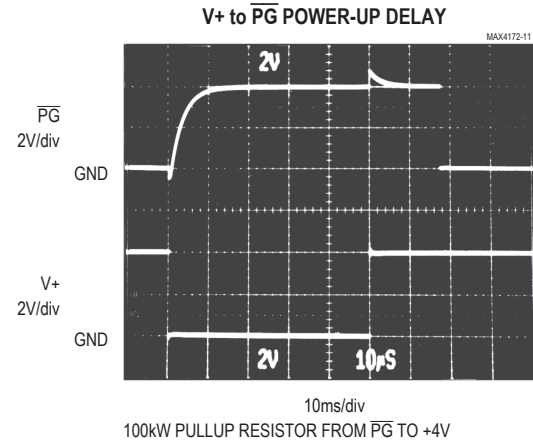 V+ to PG POWER-UP DELAY
MAX4172-11
2V
PG
2V/div
GND
V+
2V/div
GND
2V
10µS
10ms/div
100kW PULLUP RESISTOR FROM PG TO +4V